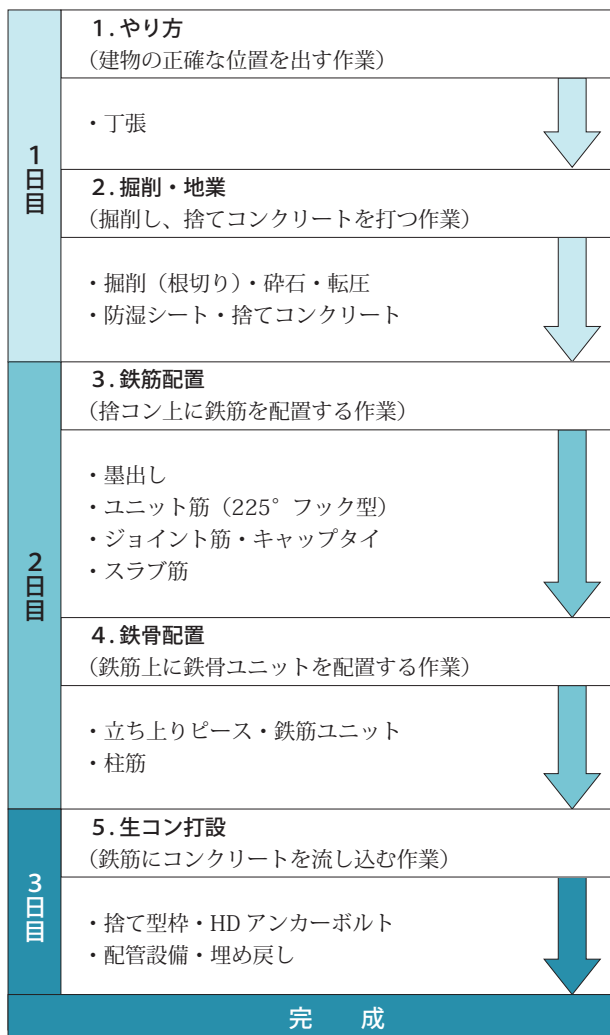 1日目
1. やり方
（建物の正確な位置を出す作業）
・丁張
2. 掘削・地業
（掘削し、捨てコンクリートを打つ作業）
・掘削（根切り）・砕石・転圧
・防湿シート・捨てコンクリート
2日目
3. 鉄筋配置
（捨コン上に鉄筋を配置する作業）
・墨出し
・ユニット筋（225°フック型）
・ジョイント筋・キャップタイ
・スラブ筋
4. 鉄骨配置
（鉄筋上に鉄骨ユニットを配置する作業）
・立ち上りピース・鉄筋ユニット
・柱筋
3日目
5. 生コン打設
（鉄筋にコンクリートを流し込む作業）
・捨て型枠・HD アンカーボルト
・配管設備・埋め戻し
完　成